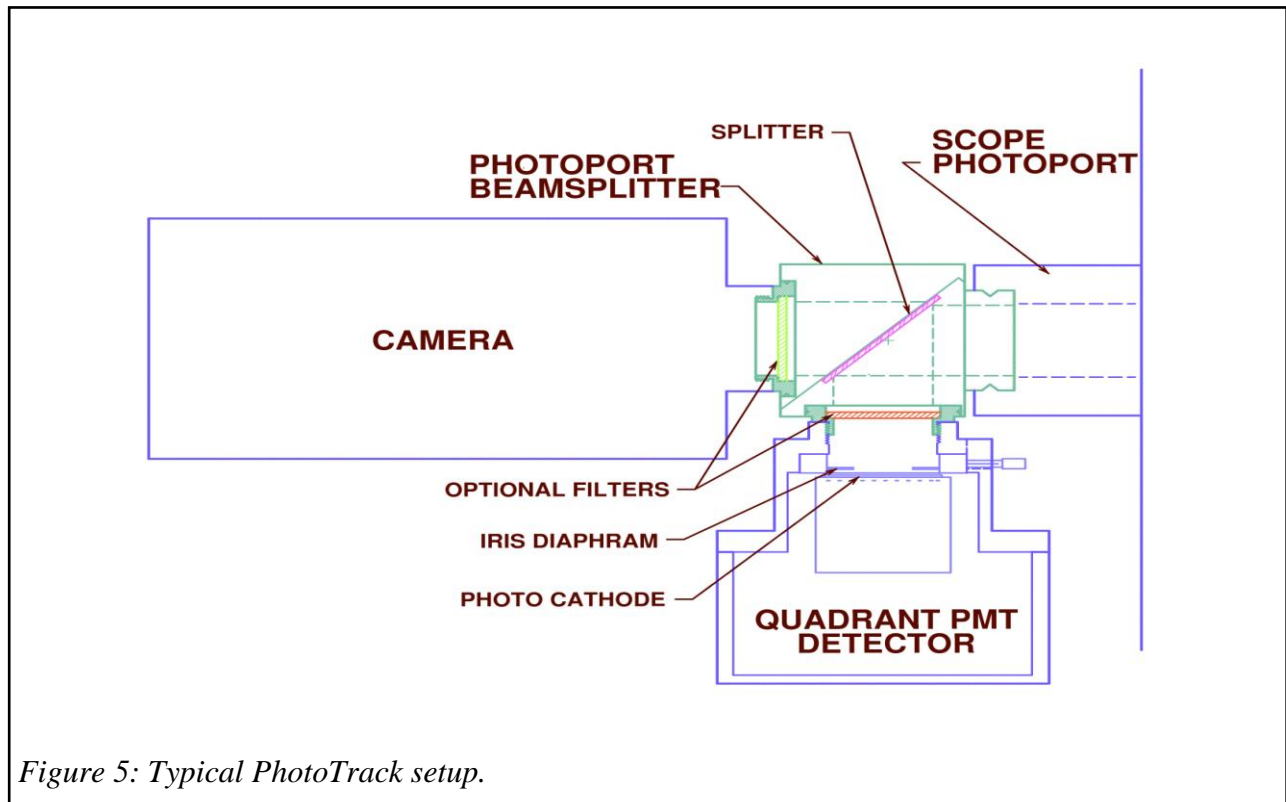 SPLITTER
SCOPE
PHOTOPORT
PHOTOPORT
BEAMSPLITTER
CAMERA
OPTIONAL FILTERS
IRIS DIAPHRAM
PHOTO CATHODE
QUADRANT PMT
DETECTOR
Figure 5: Typical PhotoTrack setup.